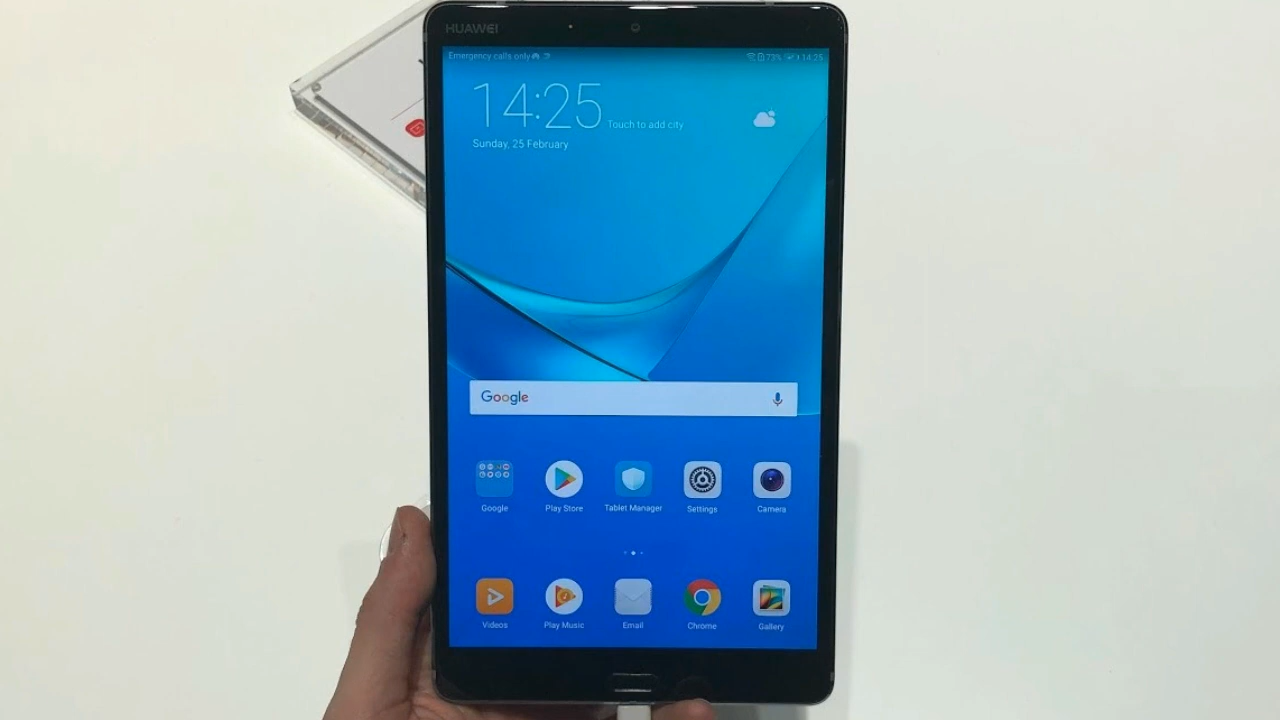 HUAWEI
Emergency calls only
73% 14:25
14:25 Touch to add city
Sunday, 25 February
Google
Google Play Store Tablet Manager Settings Camera
Videos Play Music Email Chrome Gallery